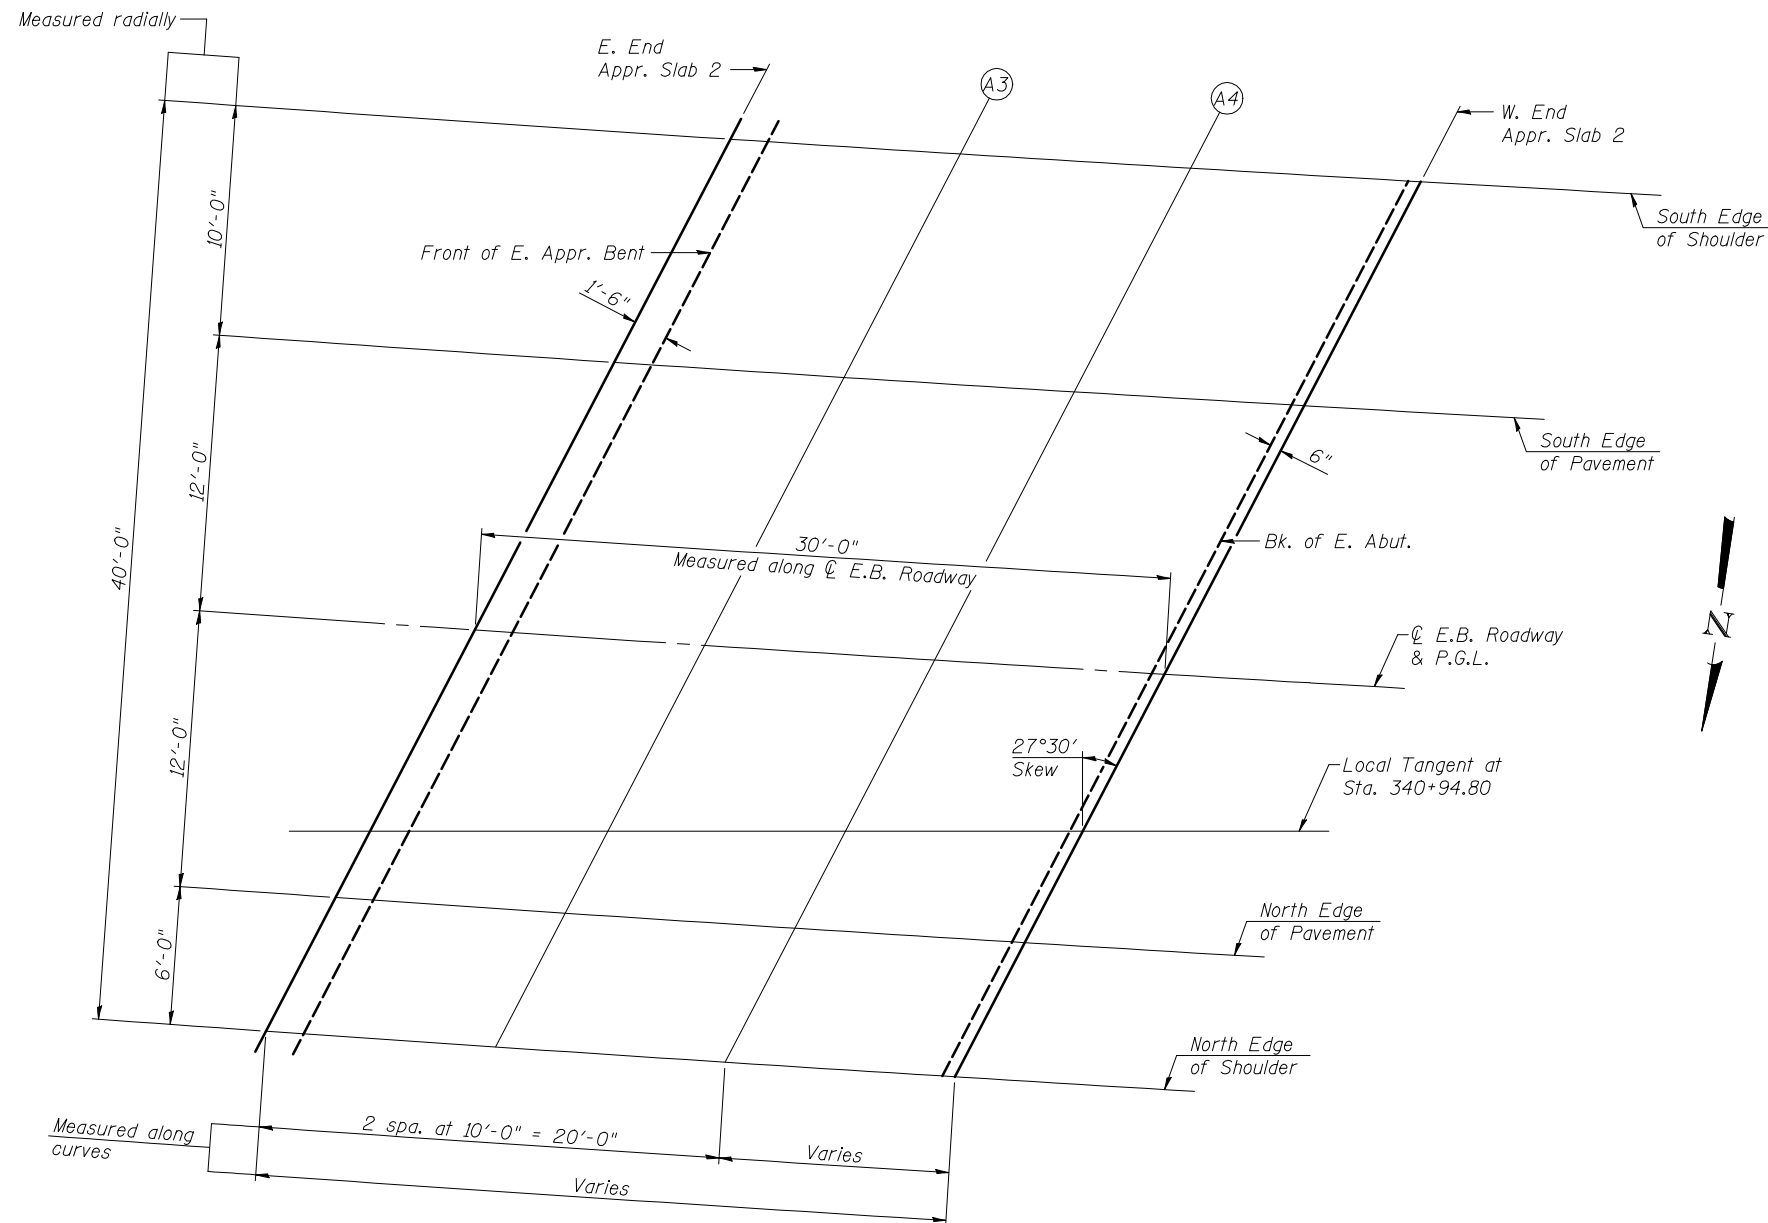 Measured radially
E. End
Appr. Slab 2
A3
A4
W. End
Appr. Slab 2
10'-0"
South Edge
of Shoulder
Front of E. Appr. Bent
1'-6"
South Edge
of Pavement
6"
12'-0"
40'-0"
30'-0"
Measured along ℄ E.B. Roadway
Bk. of E. Abut.
N
℄ E.B. Roadway
& P.G.L.
12'-0"
27°30'
Skew
Local Tangent at
Sta. 340+94.80
North Edge
of Pavement
6'-0"
North Edge
of Shoulder
Measured along
curves
2 spa. at 10'-0" = 20'-0"
Varies
Varies